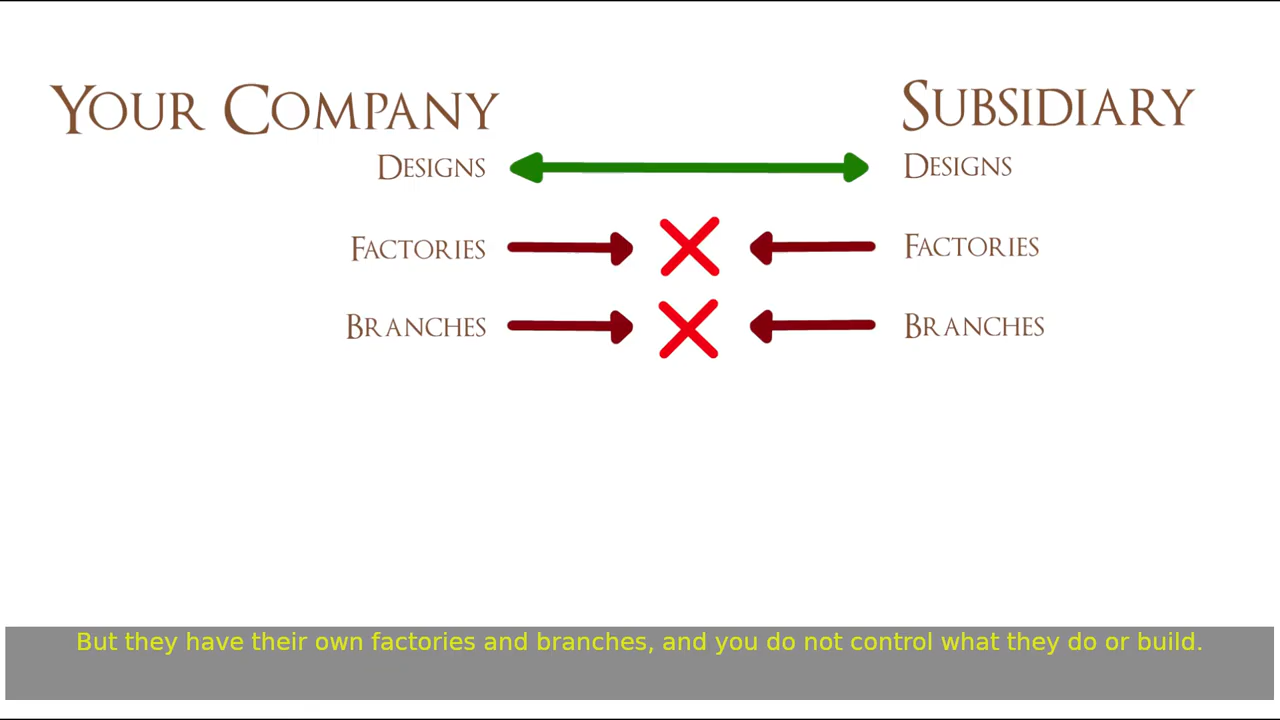 Your Company
Subsidiary
Designs
Designs
Factories
Factories
Branches
Branches
But they have their own factories and branches, and you do not control what they do or build.